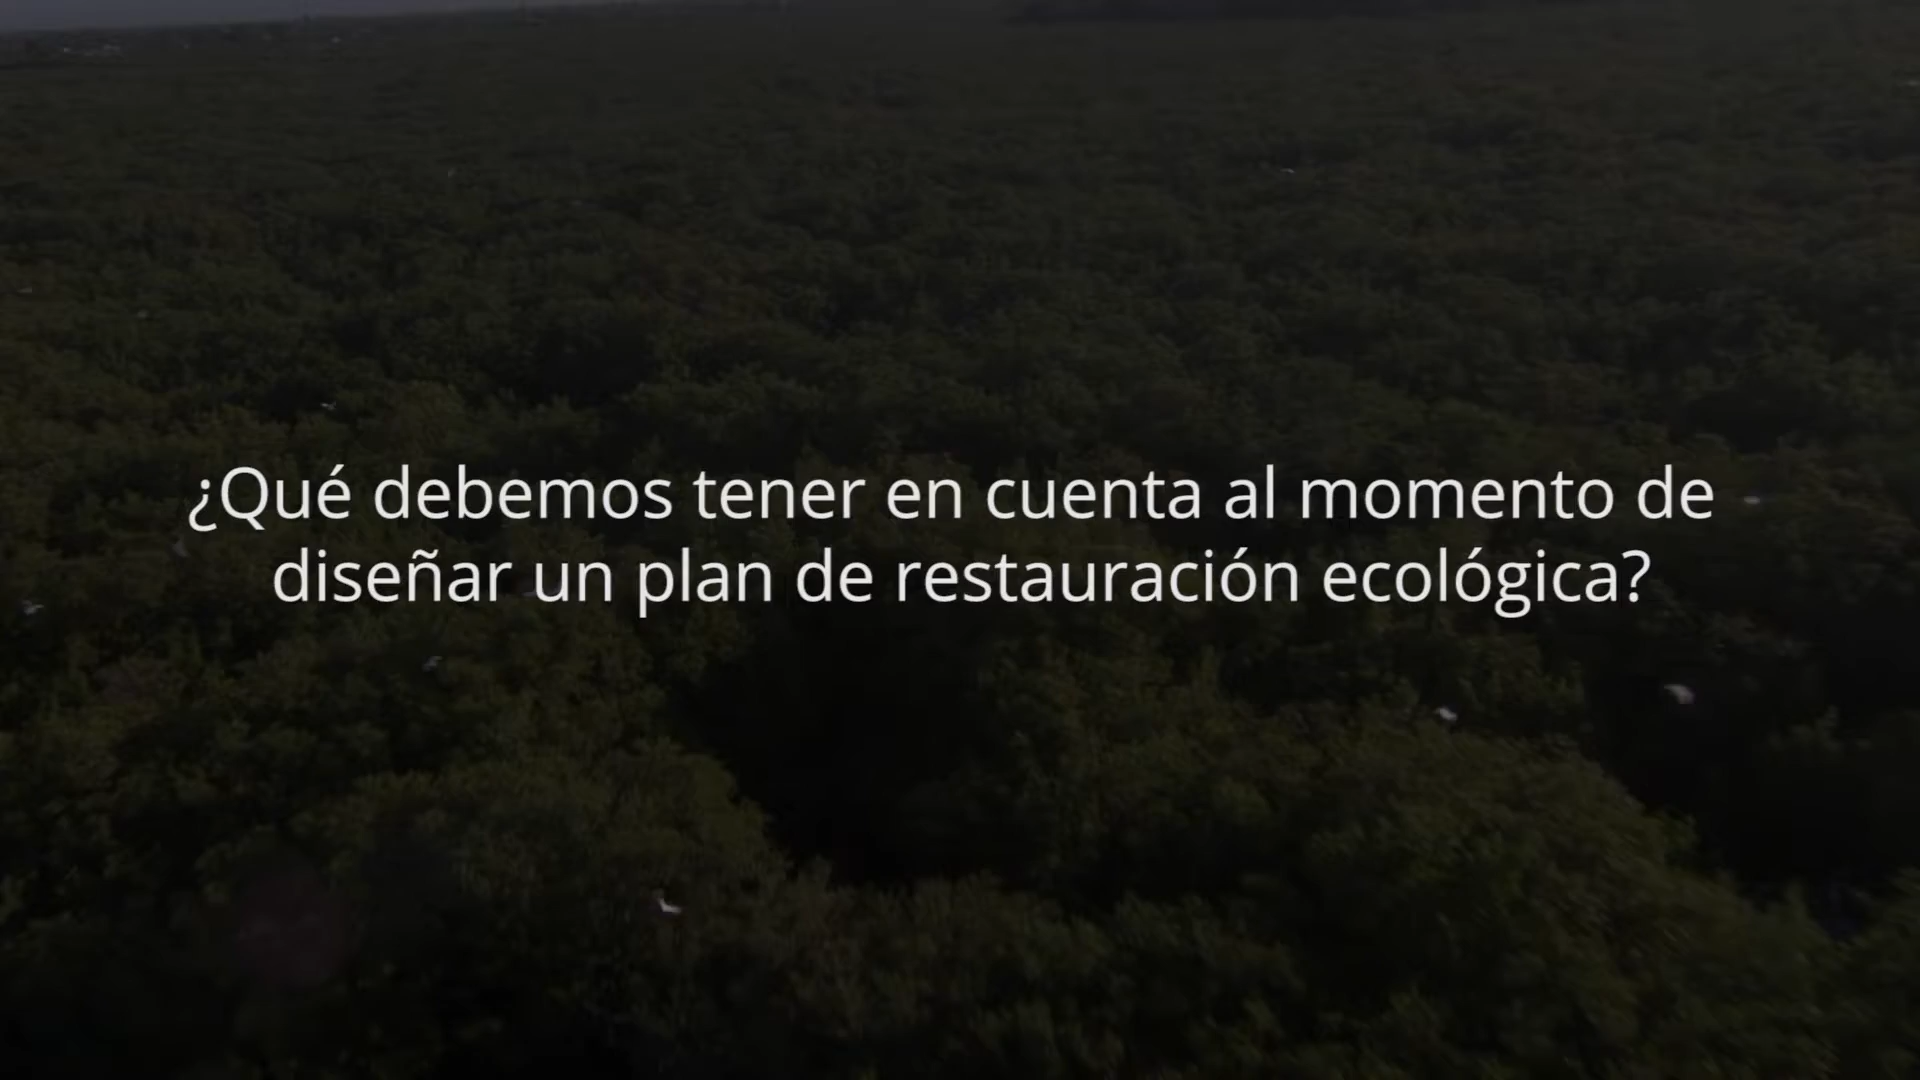 ¿Qué debemos tener en cuenta al momento de
diseñar un plan de restauración ecológica?